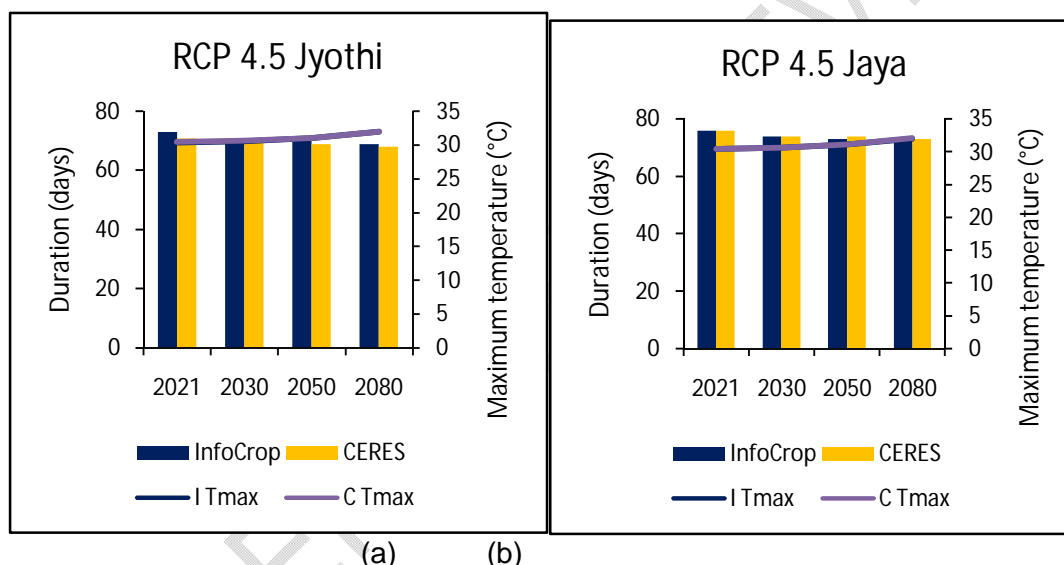 RCP 4.5 Jyothi
Duration (days)
80
60
40
20
0
35
30
25
20
15
10
5
0
Maximum temperature (°C)
2021 2030 2050 2080
InfoCrop CERES
I Tmax C Tmax
RCP 4.5 Jaya
Duration (days)
80
60
40
20
0
35
30
25
20
15
10
5
0
Maximum temperature (°C)
2021 2030 2050 2080
InfoCrop CERES
I Tmax C Tmax
(a) (b)